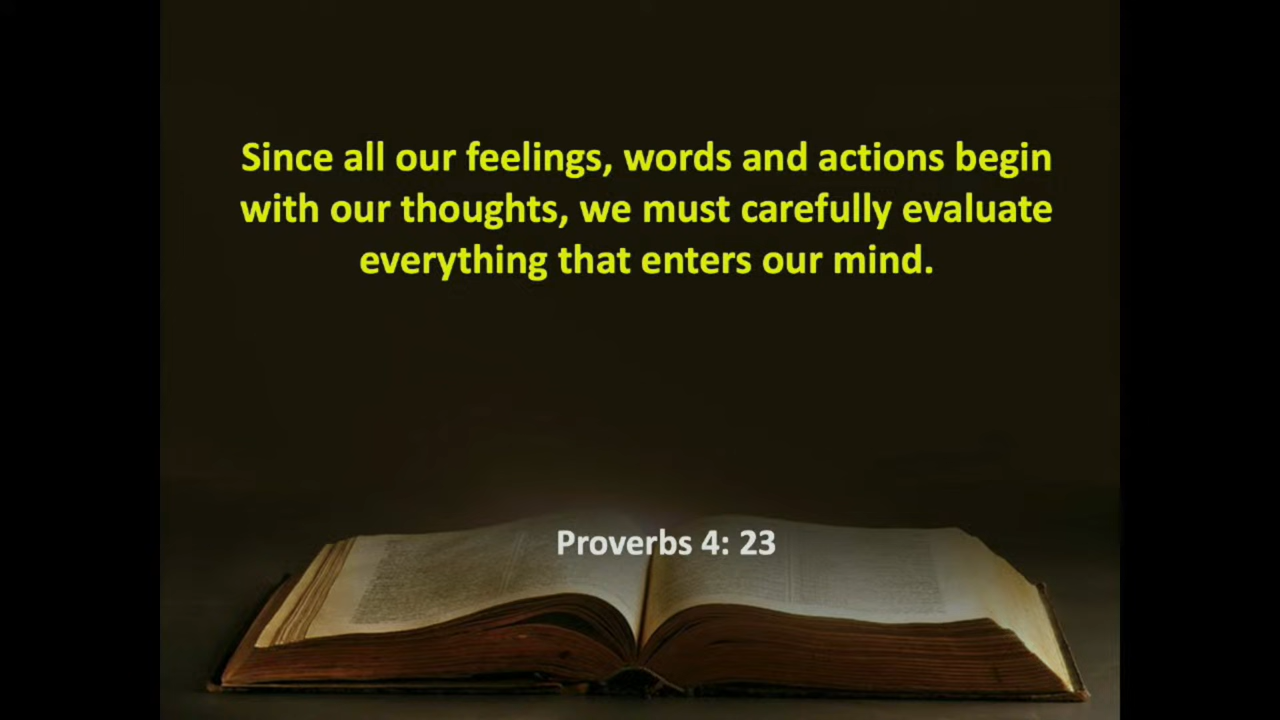 Since all our feelings, words and actions begin
with our thoughts, we must carefully evaluate
everything that enters our mind.
Proverbs 4: 23